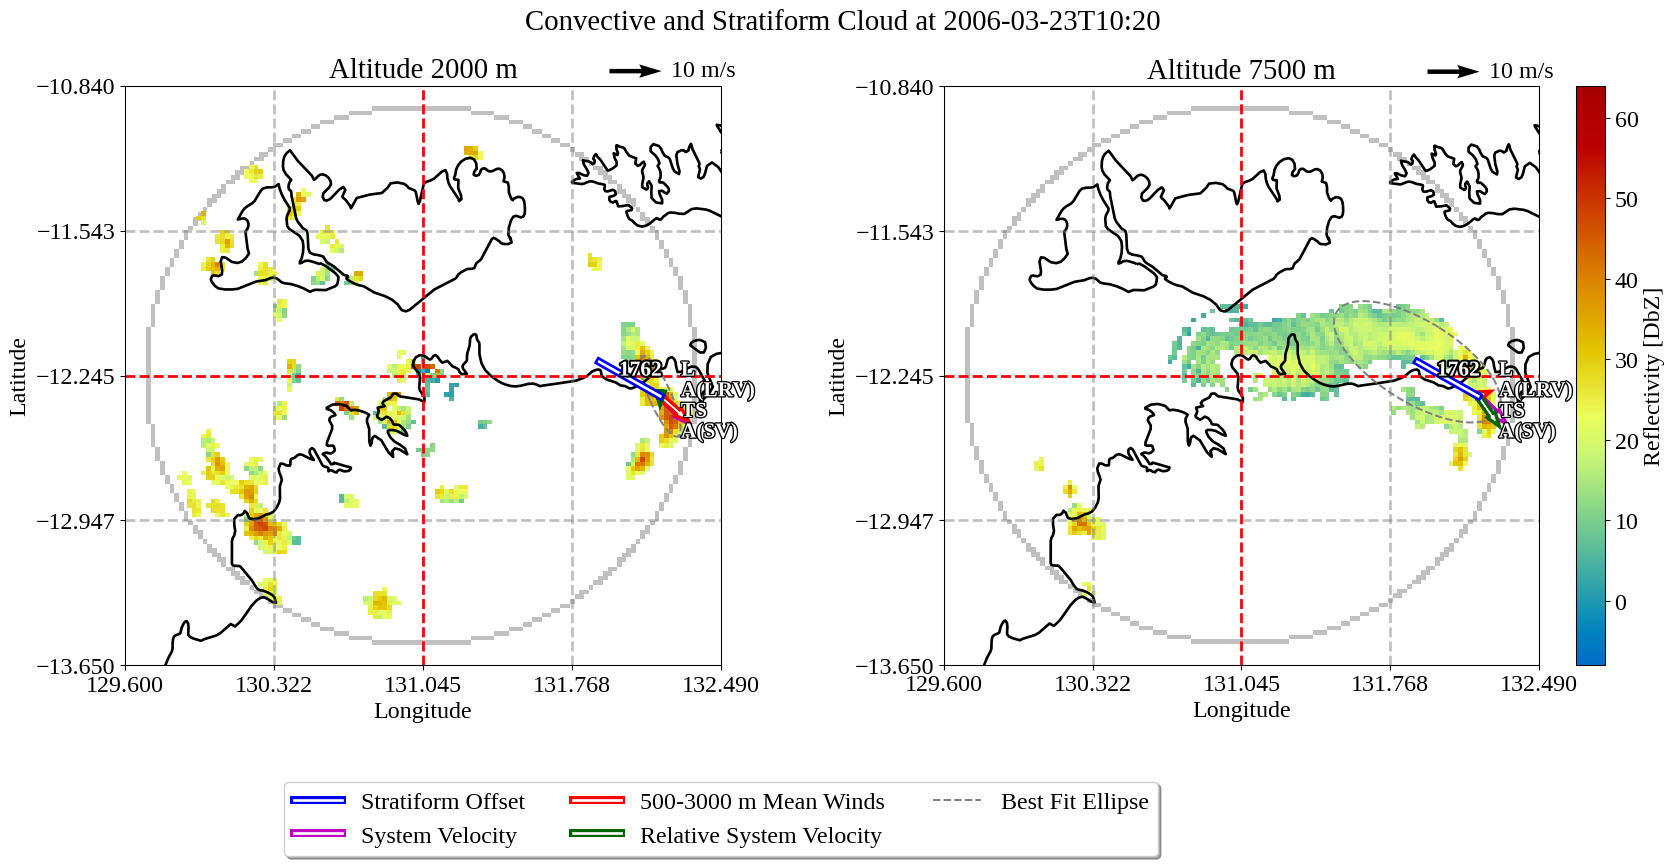 Convective and Stratiform Cloud at 2006-03-23T10:20
Altitude 2000 m
10 m/s
−10.840
−11.543
−12.245
−12.947
−13.650
129.600
130.322
131.045
131.768
132.490
Latitude
Longitude
1762
L
A(LRV)
TS
A(SV)
Altitude 7500 m
10 m/s
−10.840
−11.543
−12.245
−12.947
−13.650
129.600
130.322
131.045
131.768
132.490
Latitude
Longitude
1762
L
A(LRV)
TS
A(SV)
60
50
40
30
20
10
0
Reflectivity [DbZ]
Stratiform Offset
500-3000 m Mean Winds
Best Fit Ellipse
System Velocity
Relative System Velocity